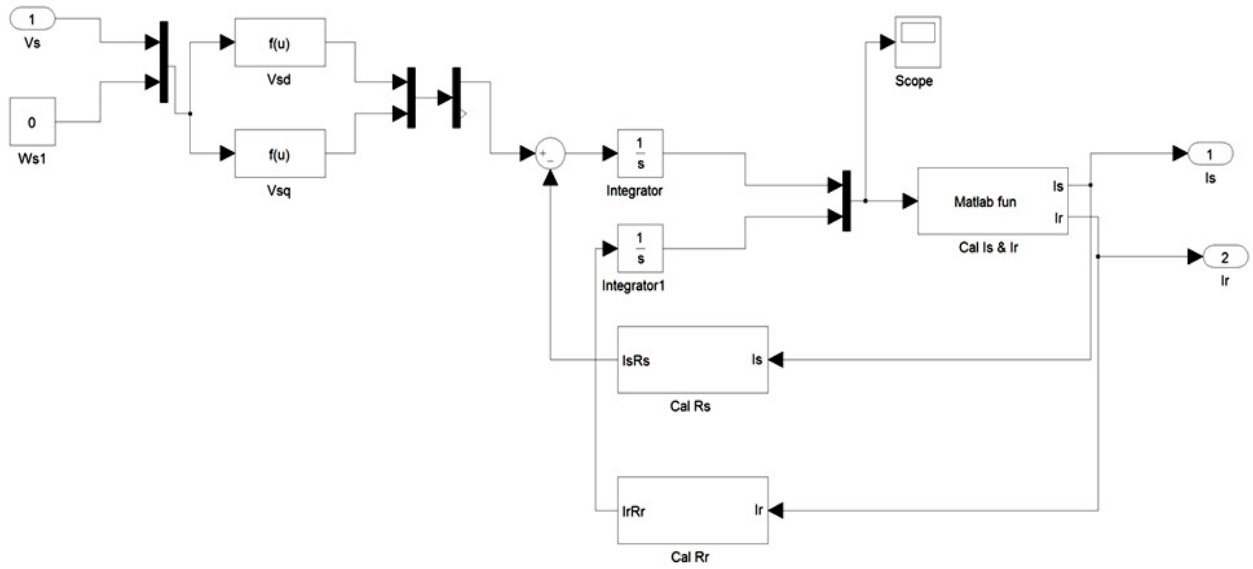 1
Vs
0
Ws1
f(u)
Vsd
f(u)
Vsq
+
−
1
s
Integrator
1
s
Integrator1
Scope
Matlab fun
Is
Ir
Cal Is & Ir
1
Is
2
Ir
IsRs
Is
Cal Rs
IrRr
Ir
Cal Rr